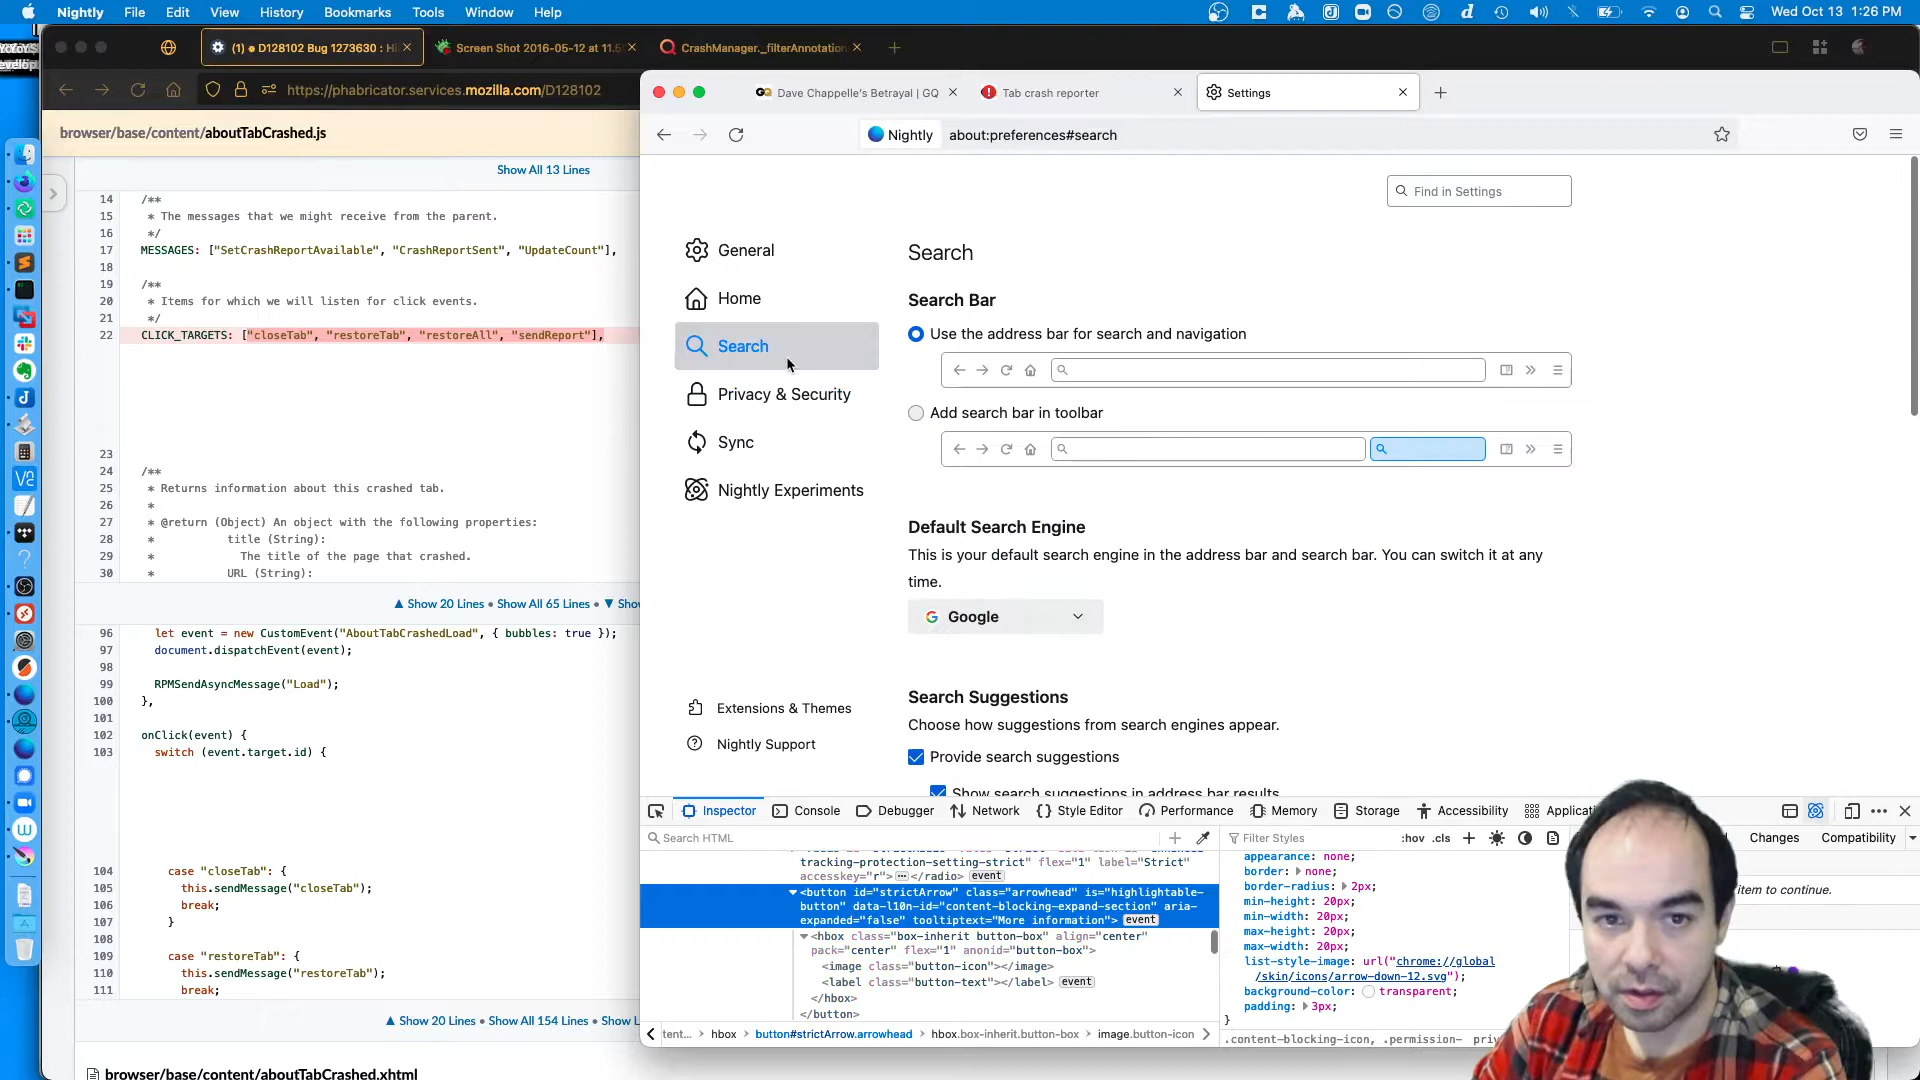 Nightly File Edit View History Bookmarks Tools Window Help Wed Oct 13 1:26 PM
(1) ● D128102 Bug 1273630 : Hi
Screen Shot 2016-05-12 at 11.5
CrashManager._filterAnnotation
https://phabricator.services.mozilla.com/D128102
browser/base/content/aboutTabCrashed.js
Show All 13 Lines
14 /**
15 * The messages that we might receive from the parent.
16 */
17 MESSAGES: ["SetCrashReportAvailable", "CrashReportSent", "UpdateCount"],
18
19 /**
20 * Items for which we will listen for click events.
21 */
22 CLICK_TARGETS: ["closeTab", "restoreTab", "restoreAll", "sendReport"],
23
24 /**
25 * Returns information about this crashed tab.
26 *
27 * @return (Object) An object with the following properties:
28 * title (String):
29 * The title of the page that crashed.
30 * URL (String):
▲ Show 20 Lines • Show All 65 Lines • ▼ Show
96 let event = new CustomEvent("AboutTabCrashedLoad", { bubbles: true });
97 document.dispatchEvent(event);
98
99 RPMSendAsyncMessage("Load");
100 },
101
102 onClick(event) {
103 switch (event.target.id) {
104 case "closeTab": {
105 this.sendMessage("closeTab");
106 break;
107 }
108
109 case "restoreTab": {
110 this.sendMessage("restoreTab");
111 break;
▲ Show 20 Lines • Show All 154 Lines • Show L
browser/base/content/aboutTabCrashed.xhtml
Dave Chappelle's Betrayal | GQ
Tab crash reporter
Settings
Nightly about:preferences#search
Find in Settings
General
Home
Search
Privacy & Security
Sync
Nightly Experiments
Extensions & Themes
Nightly Support
Search
Search Bar
Use the address bar for search and navigation
Add search bar in toolbar
Default Search Engine
This is your default search engine in the address bar and search bar. You can switch it at any
time.
Google
Search Suggestions
Choose how suggestions from search engines appear.
Provide search suggestions
Show search suggestions in address bar results
Inspector Console Debugger Network Style Editor Performance Memory Storage Accessibility Applicati
Search HTML
Filter Styles
:hov .cls
Changes Compatibility
tracking-protection-setting-strict" flex="1" label="Strict"
accesskey="r"> </radio> event
<button id="strictArrow" class="arrowhead" is="highlightable-
button" data-l10n-id="content-blocking-expand-section" aria-
expanded="false" tooltiptext="More information"> event
<hbox class="box-inherit button-box" align="center"
pack="center" flex="1" anonid="button-box">
<image class="button-icon"></image>
<label class="button-text"></label> event
</hbox>
</button>
tent... hbox button#strictArrow.arrowhead hbox.box-inherit.button-box image.button-icon
appearance: none;
border: none;
border-radius: 2px;
min-height: 20px;
min-width: 20px;
max-height: 20px;
max-width: 20px;
list-style-image: url("chrome://global
/skin/icons/arrow-down-12.svg");
background-color: transparent;
padding: 3px;
}
.content-blocking-icon, .permission- priv
item to continue.